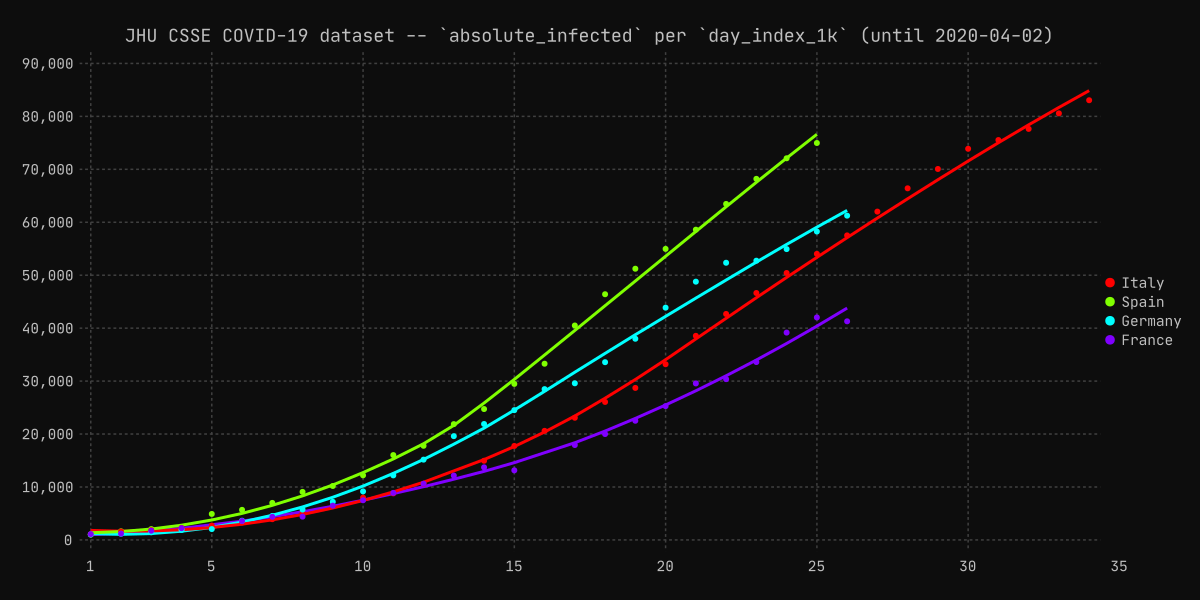 JHU CSSE COVID-19 dataset -- `absolute_infected` per `day_index_1k` (until 2020-04-02)
90,000
80,000
70,000
60,000
50,000
40,000
30,000
20,000
10,000
0
1 5 10 15 20 25 30 35
Italy
Spain
Germany
France